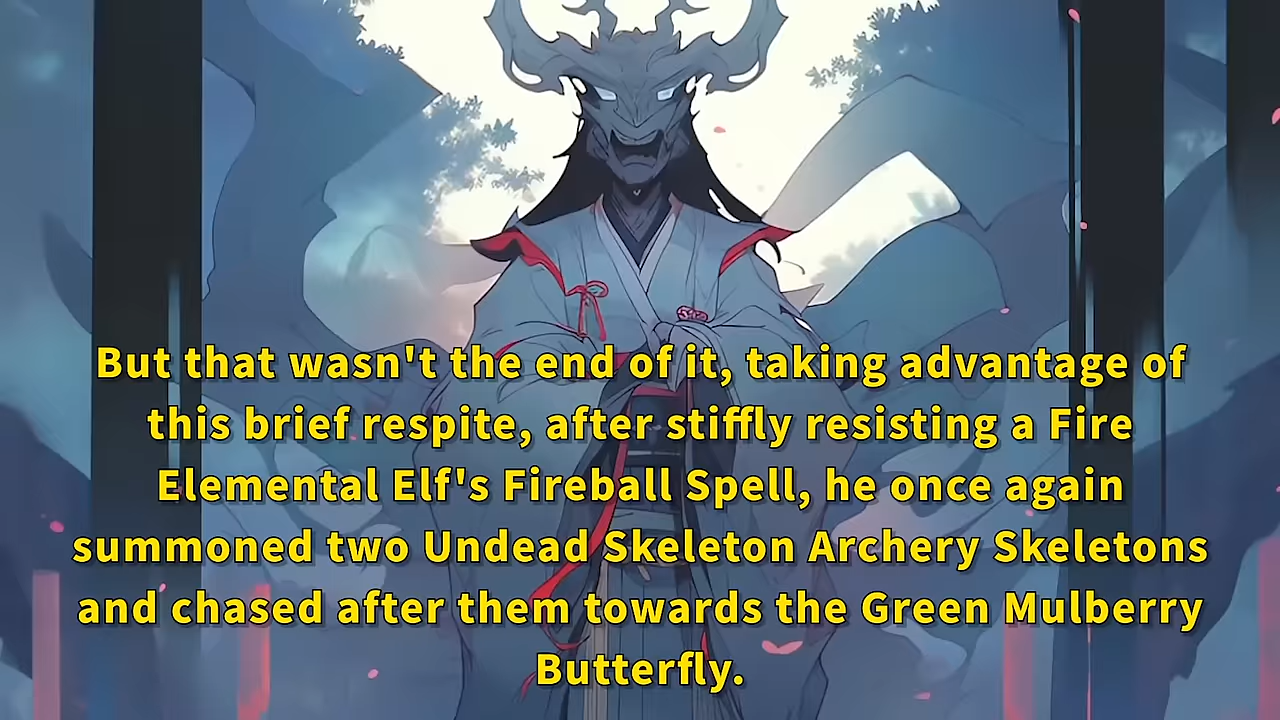 But that wasn't the end of it, taking advantage of
this brief respite, after stiffly resisting a Fire
Elemental Elf's Fireball Spell, he once again
summoned two Undead Skeleton Archery Skeletons
and chased after them towards the Green Mulberry
Butterfly.